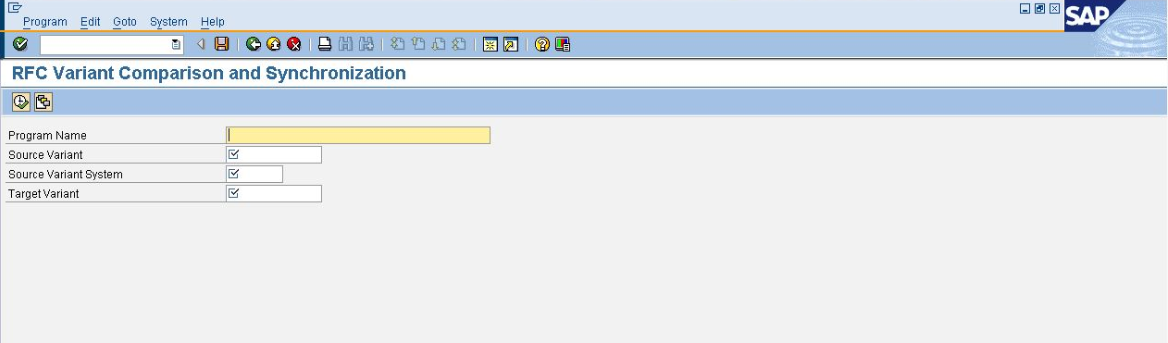 Program Edit Goto System Help
SAP
RFC Variant Comparison and Synchronization
Program Name
Source Variant
Source Variant System
Target Variant